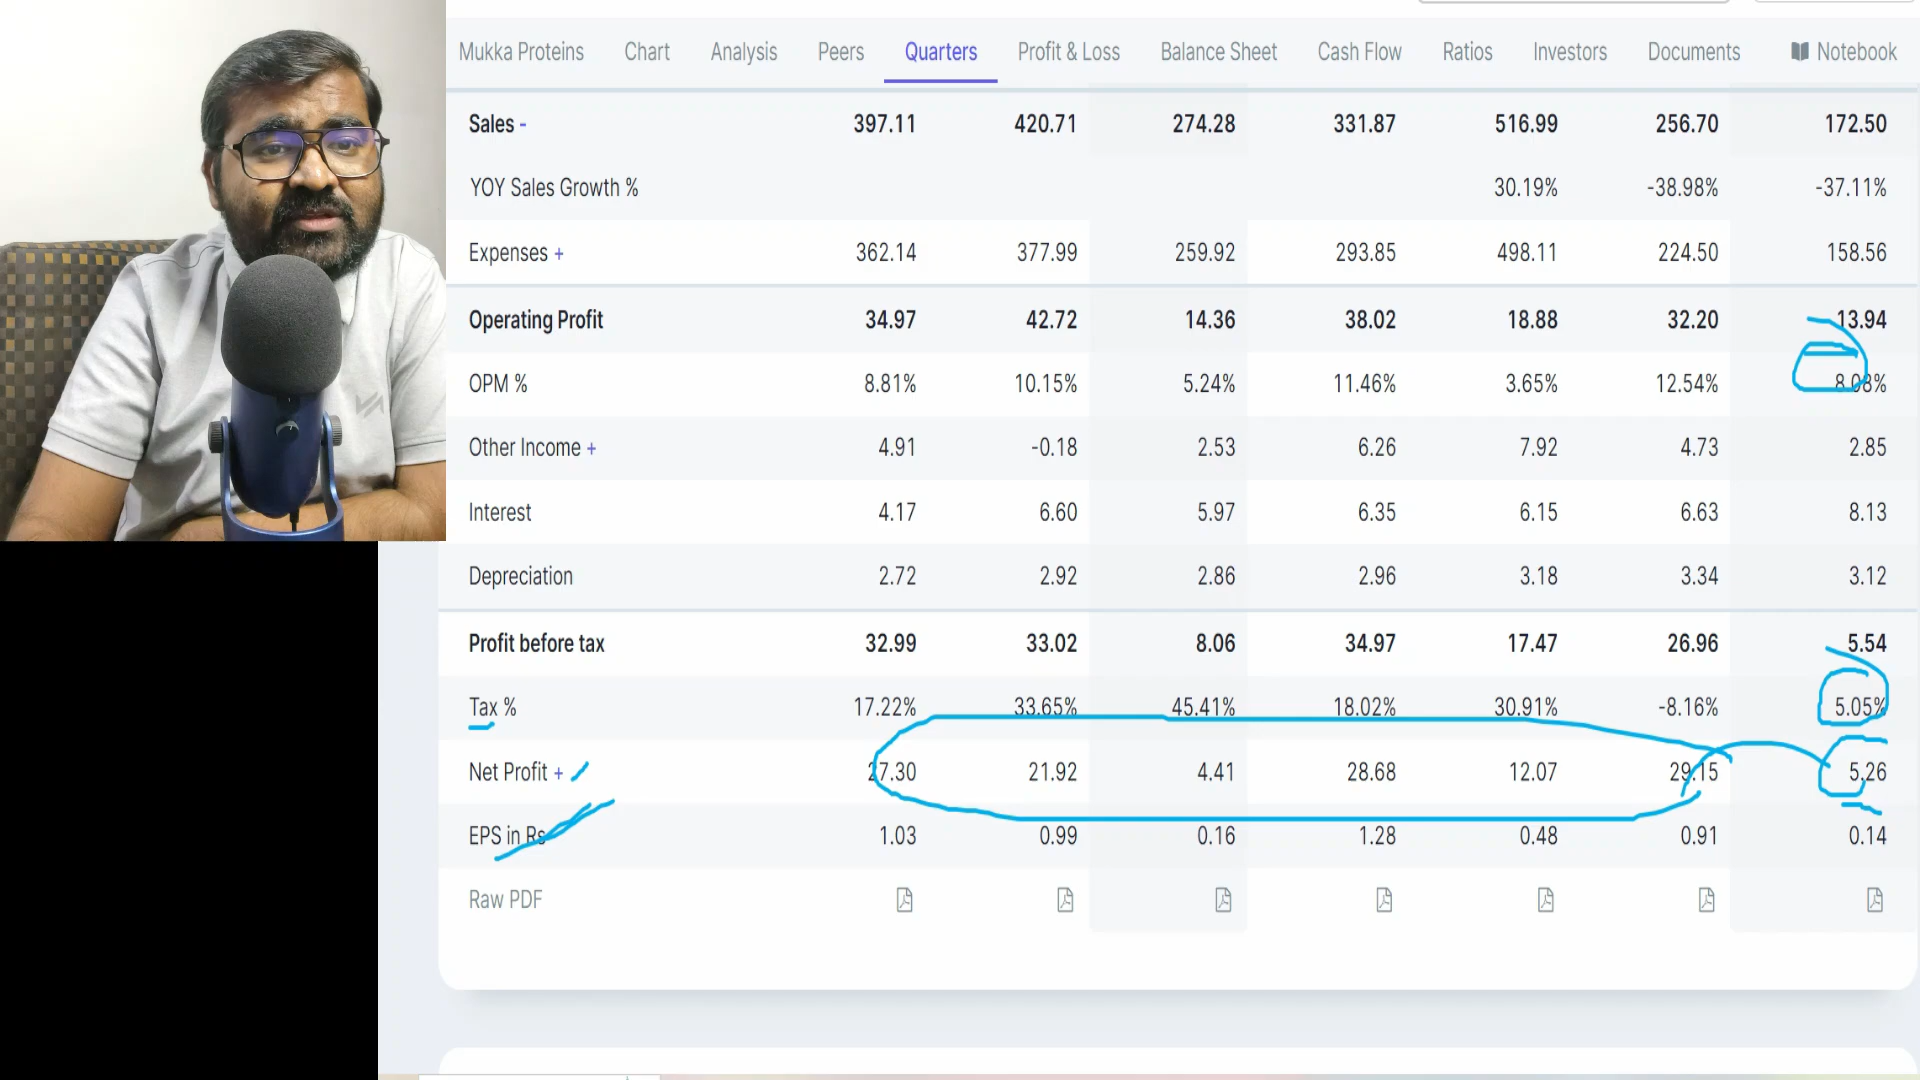 Mukka Proteins Chart Analysis Peers Quarters Profit & Loss Balance Sheet Cash Flow Ratios Investors Documents Notebook
Sales - 397.11 420.71 274.28 331.87 516.99 256.70 172.50
YOY Sales Growth % 30.19% -38.98% -37.11%
Expenses + 362.14 377.99 259.92 293.85 498.11 224.50 158.56
Operating Profit 34.97 42.72 14.36 38.02 18.88 32.20 13.94
OPM % 8.81% 10.15% 5.24% 11.46% 3.65% 12.54% 8.08%
Other Income + 4.91 -0.18 2.53 6.26 7.92 4.73 2.85
Interest 4.17 6.60 5.97 6.35 6.15 6.63 8.13
Depreciation 2.72 2.92 2.86 2.96 3.18 3.34 3.12
Profit before tax 32.99 33.02 8.06 34.97 17.47 26.96 5.54
Tax % 17.22% 33.65% 45.41% 18.02% 30.91% -8.16% 5.05%
Net Profit + 27.30 21.92 4.41 28.68 12.07 29.15 5.26
EPS in Rs 1.03 0.99 0.16 1.28 0.48 0.91 0.14
Raw PDF